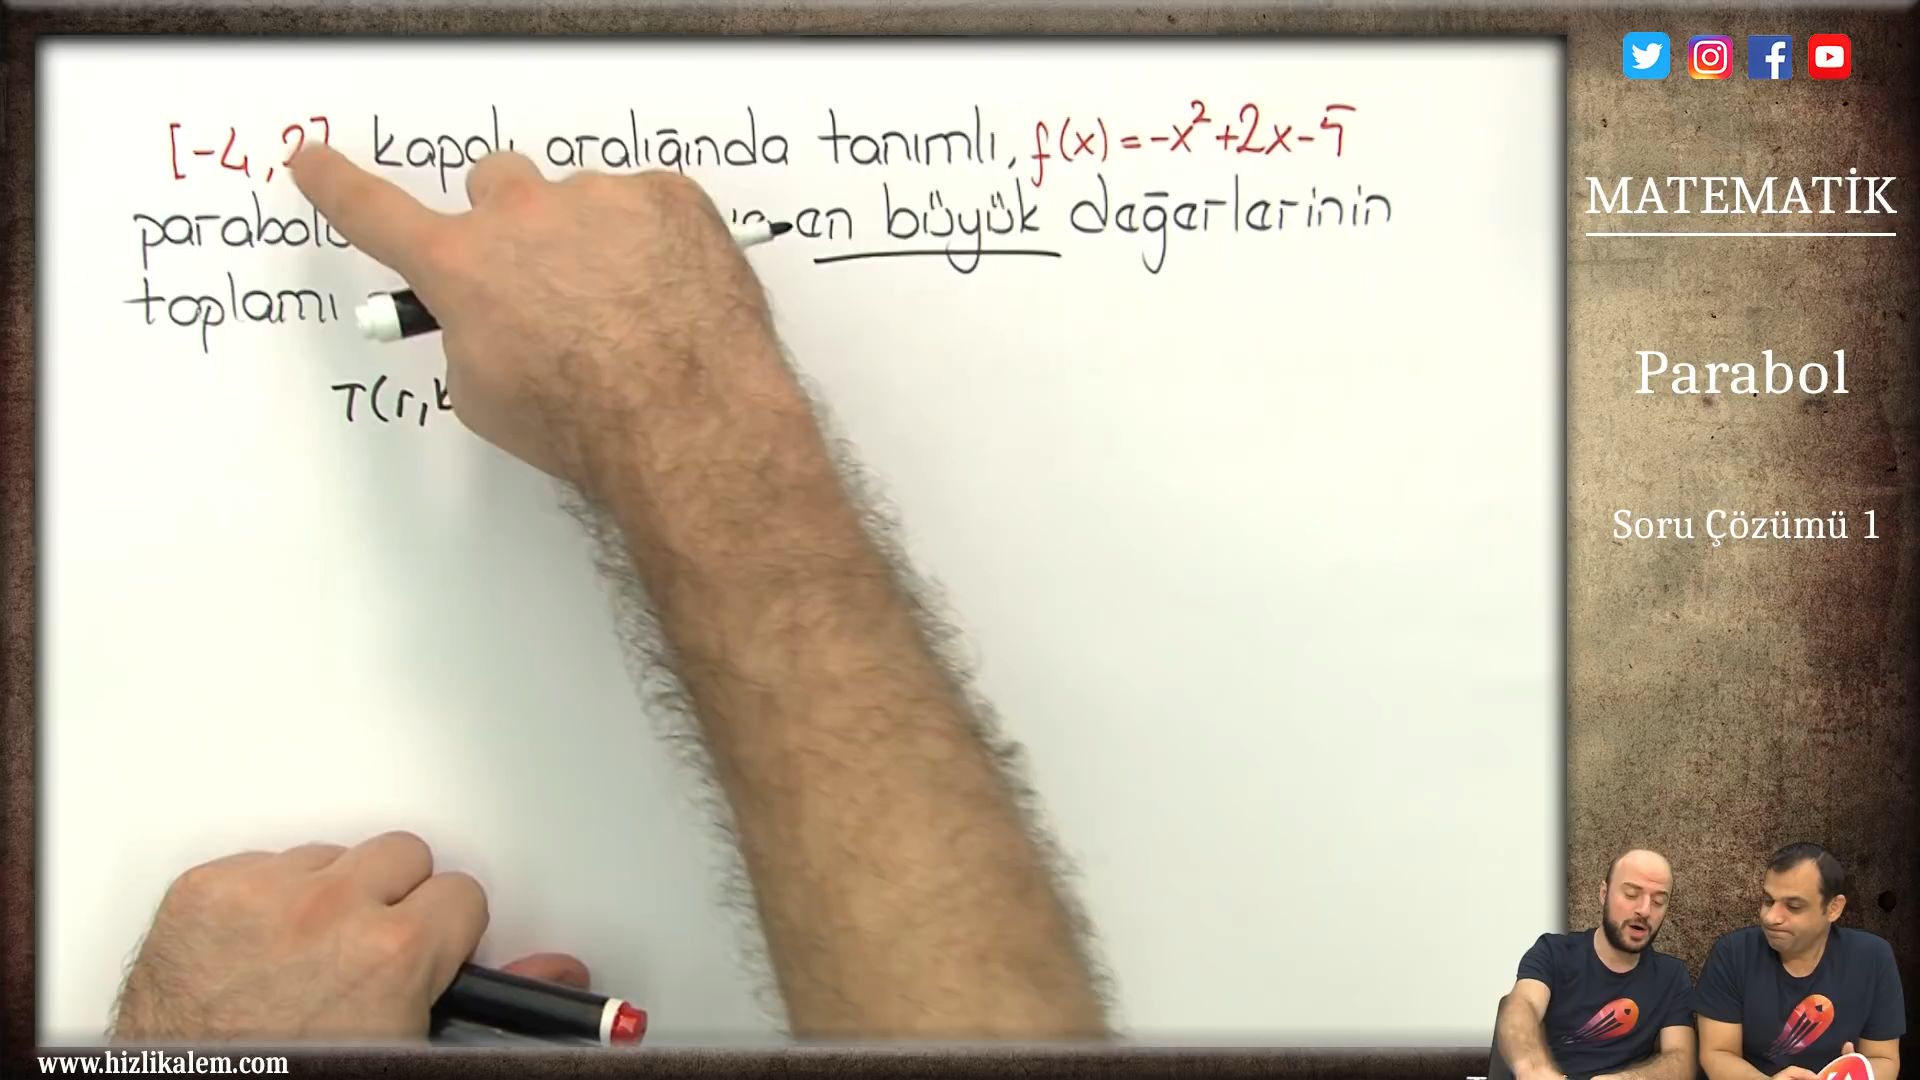 [-4, 2] kapalı aralığında tanımlı, f(x) = -x²+2x-5
en büyük değerlerinin
toplamı
T(r,k
MATEMATİK
Parabol
Soru Çözümü 1
www.hizlikalem.com